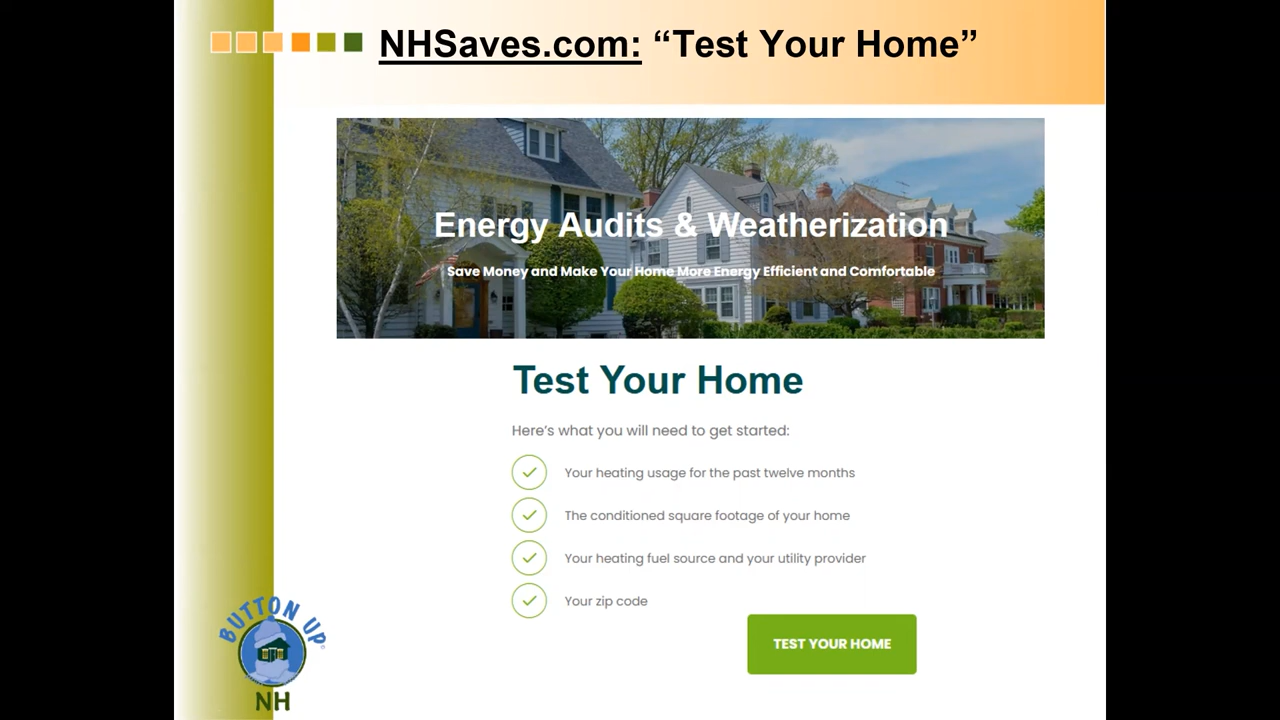 NHSaves.com: “Test Your Home”
Energy Audits & Weatherization
Save Money and Make Your Home More Energy Efficient and Comfortable
Test Your Home
Here’s what you will need to get started:
Your heating usage for the past twelve months
The conditioned square footage of your home
Your heating fuel source and your utility provider
Your zip code
TEST YOUR HOME
BUTTON UP
NH